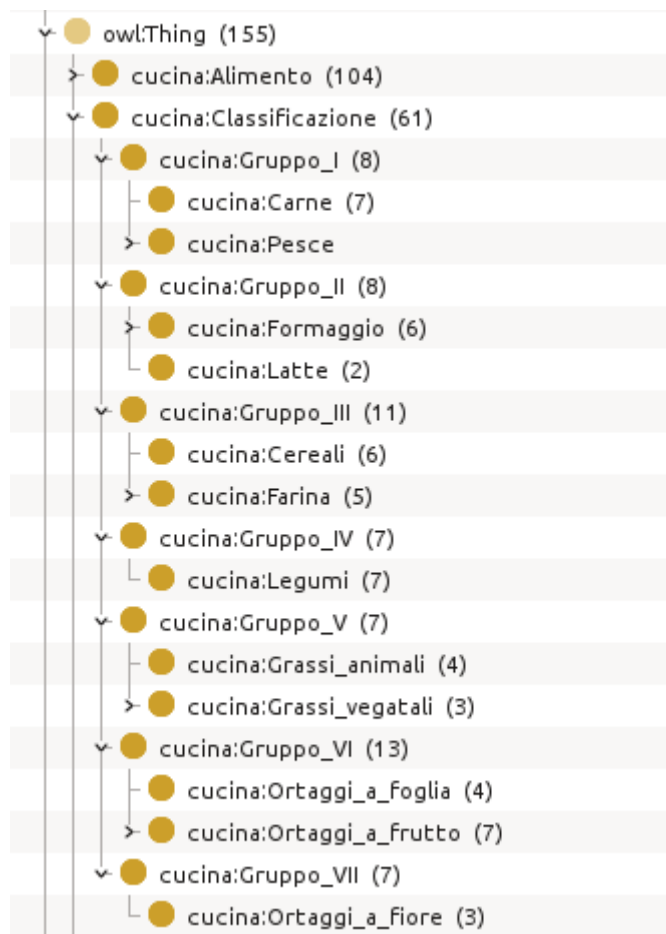 owl:Thing (155)
cucina:Alimento (104)
cucina:Classificazione (61)
cucina:Gruppo_I (8)
cucina:Carne (7)
cucina:Pesce
cucina:Gruppo_II (8)
cucina:Formaggio (6)
cucina:Latte (2)
cucina:Gruppo_III (11)
cucina:Cereali (6)
cucina:Farina (5)
cucina:Gruppo_IV (7)
cucina:Legumi (7)
cucina:Gruppo_V (7)
cucina:Grassi_animali (4)
cucina:Grassi_vegatali (3)
cucina:Gruppo_VI (13)
cucina:Ortaggi_a_foglia (4)
cucina:Ortaggi_a_frutto (7)
cucina:Gruppo_VII (7)
cucina:Ortaggi_a_fiore (3)